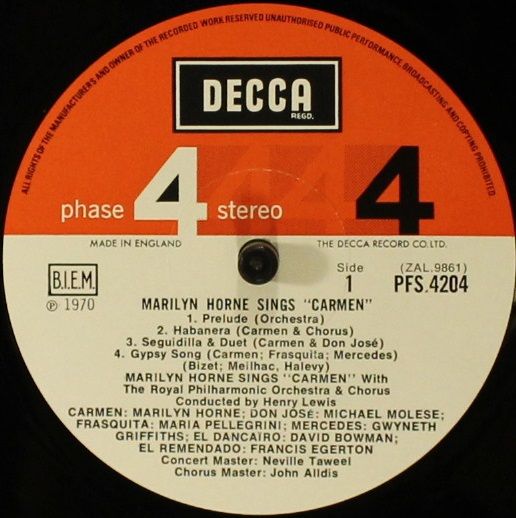 ALL RIGHTS OF THE MANUFACTURERS AND OWNER OF THE RECORDED WORK RESERVED UNAUTHORISED PUBLIC PERFORMANCE, BROADCASTING AND COPYING PROHIBITED
DECCA
REGD.
phase 4 stereo 4
MADE IN ENGLAND THE DECCA RECORD CO. LTD.
B.I.E.M. Side (ZAL.9861)
℗ 1970 1 PFS.4204
MARILYN HORNE SINGS "CARMEN"
1. Prelude (Orchestra)
2. Habanera (Carmen & Chorus)
3. Seguidilla & Duet (Carmen & Don José)
4. Gypsy Song (Carmen; Frasquita; Mercedes)
(Bizet; Meilhac, Halevy)
MARILYN HORNE SINGS "CARMEN" With
The Royal Philharmonic Orchestra & Chorus
Conducted by Henry Lewis
CARMEN: MARILYN HORNE; DON JOSÉ: MICHAEL MOLESE;
FRASQUITA: MARIA PELLEGRINI; MERCEDES: GWYNETH
GRIFFITHS; EL DANCAÏRO: DAVID BOWMAN;
EL REMENDADO: FRANCIS EGERTON
Concert Master: Neville Taweel
Chorus Master: John Alldis